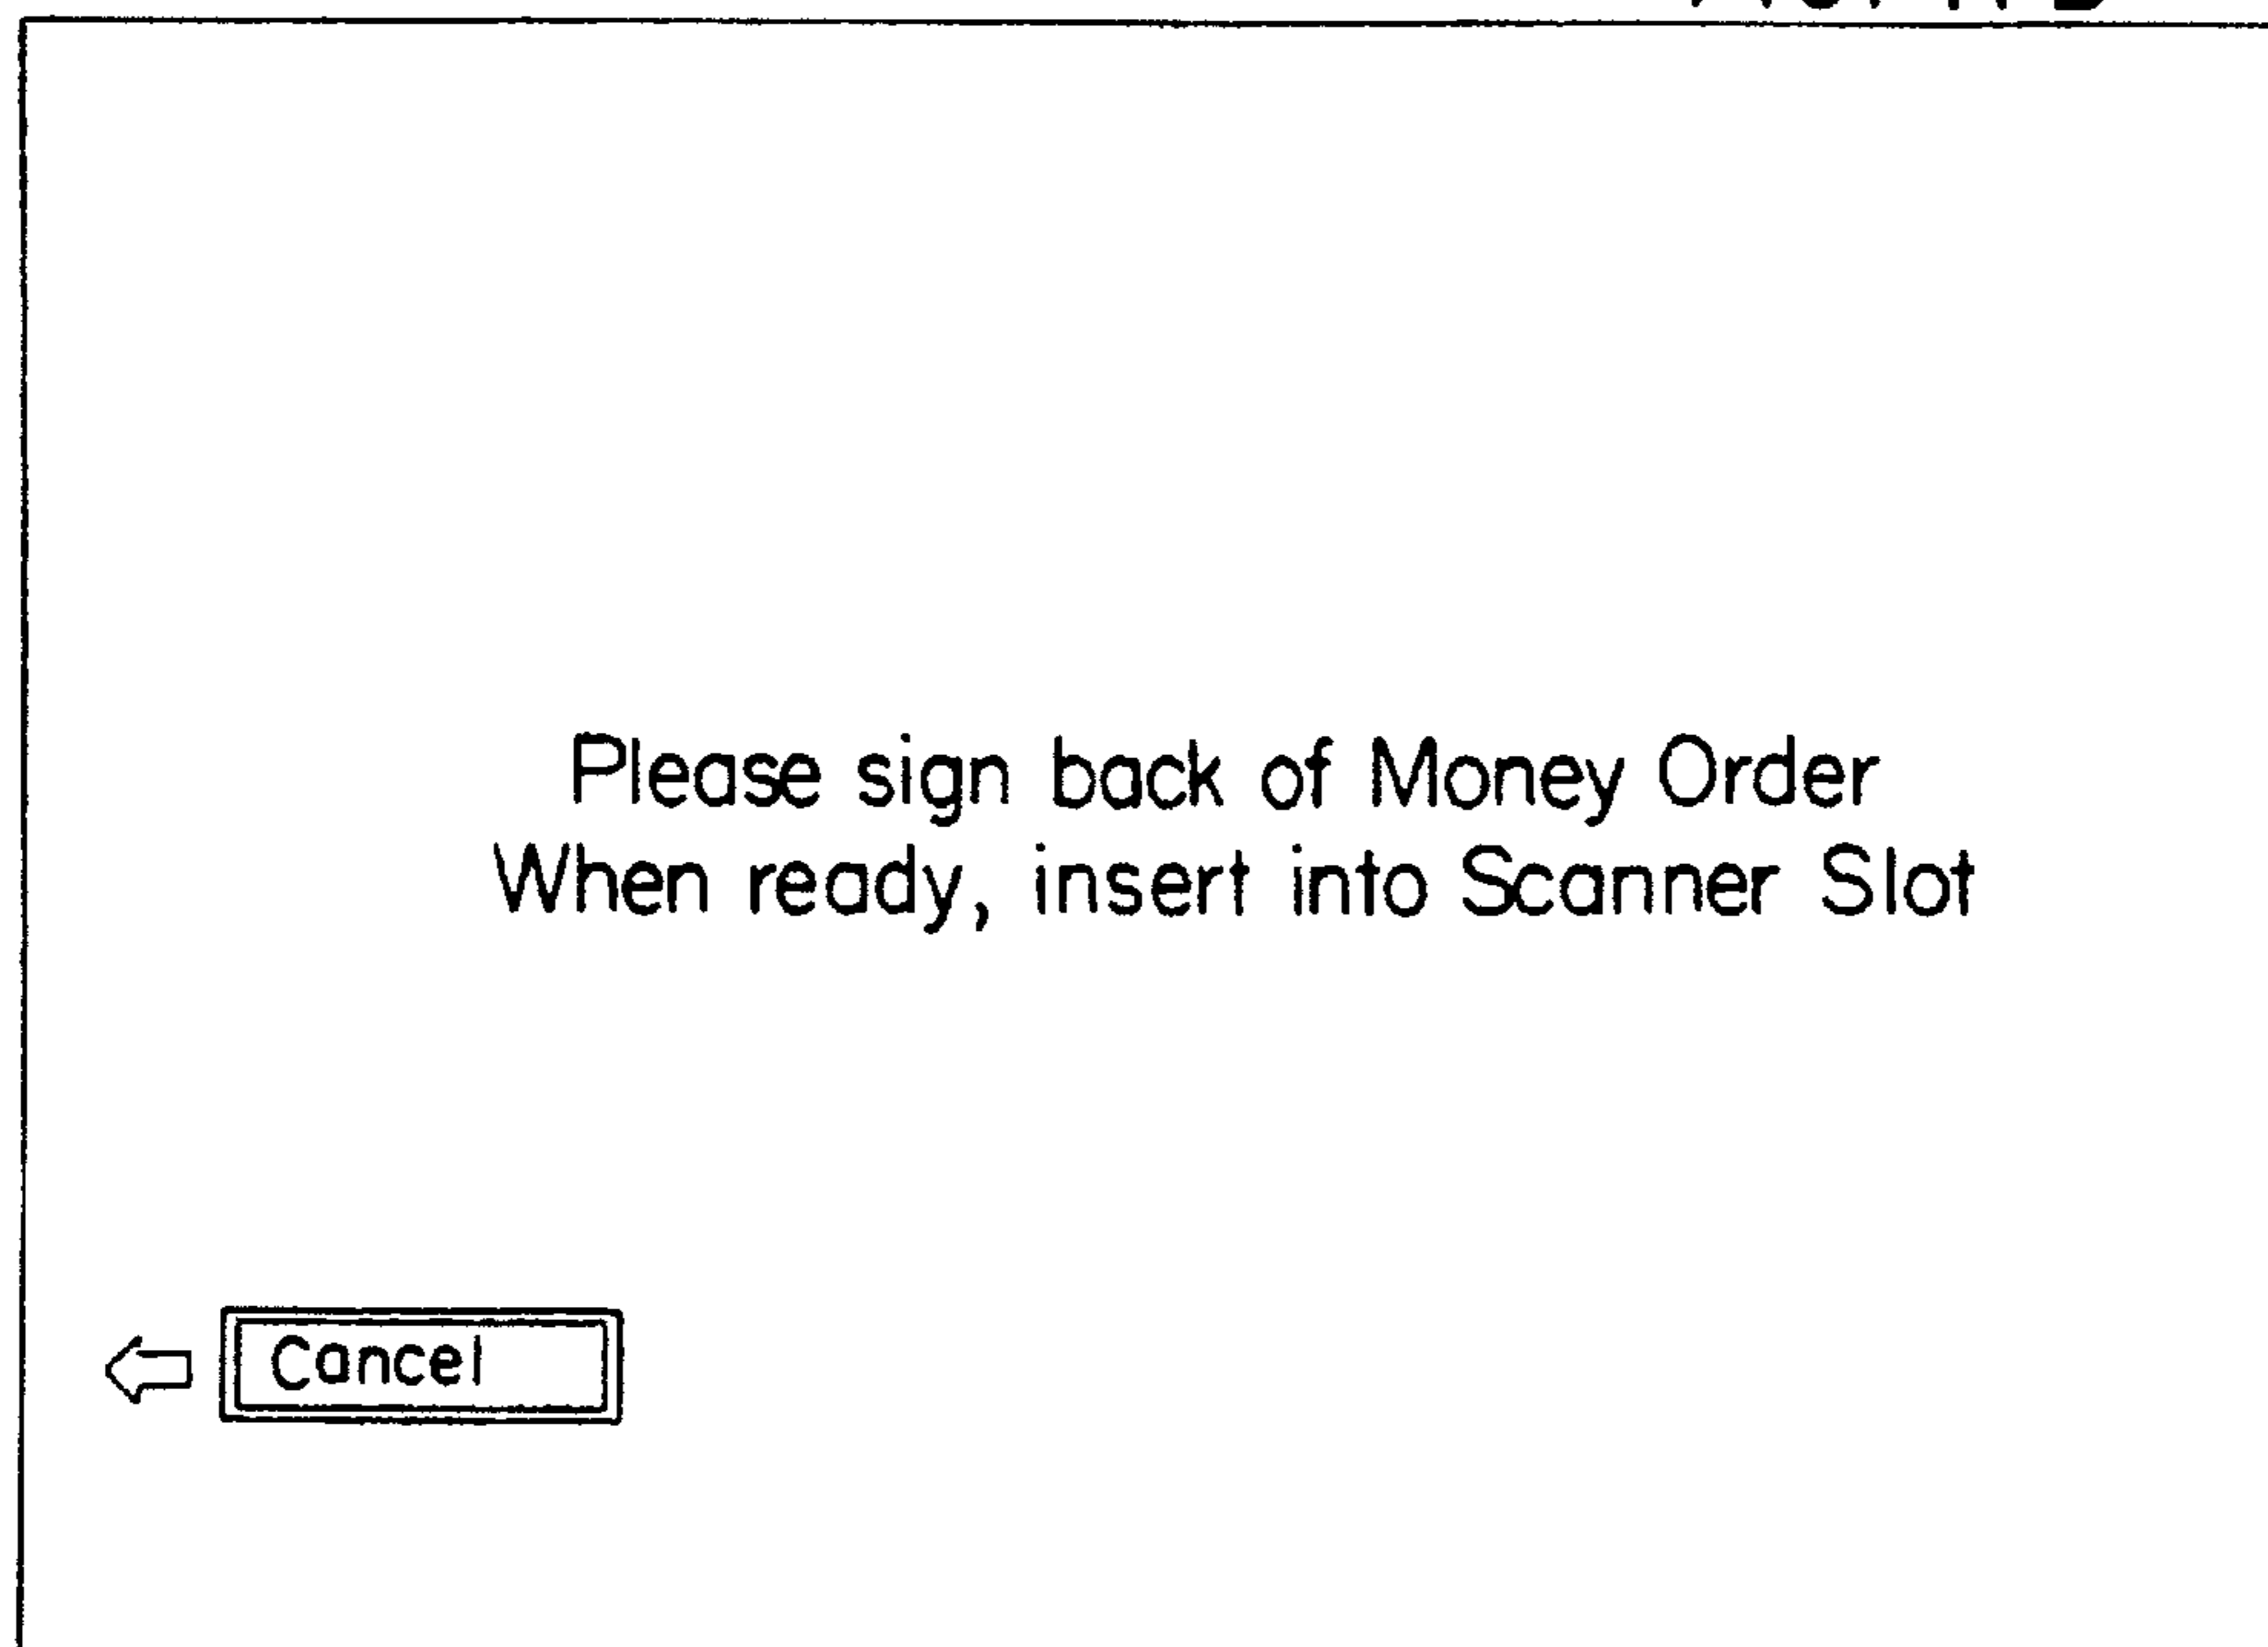 Please sign back of Money Order
When ready, insert into Scanner Slot
Cancel